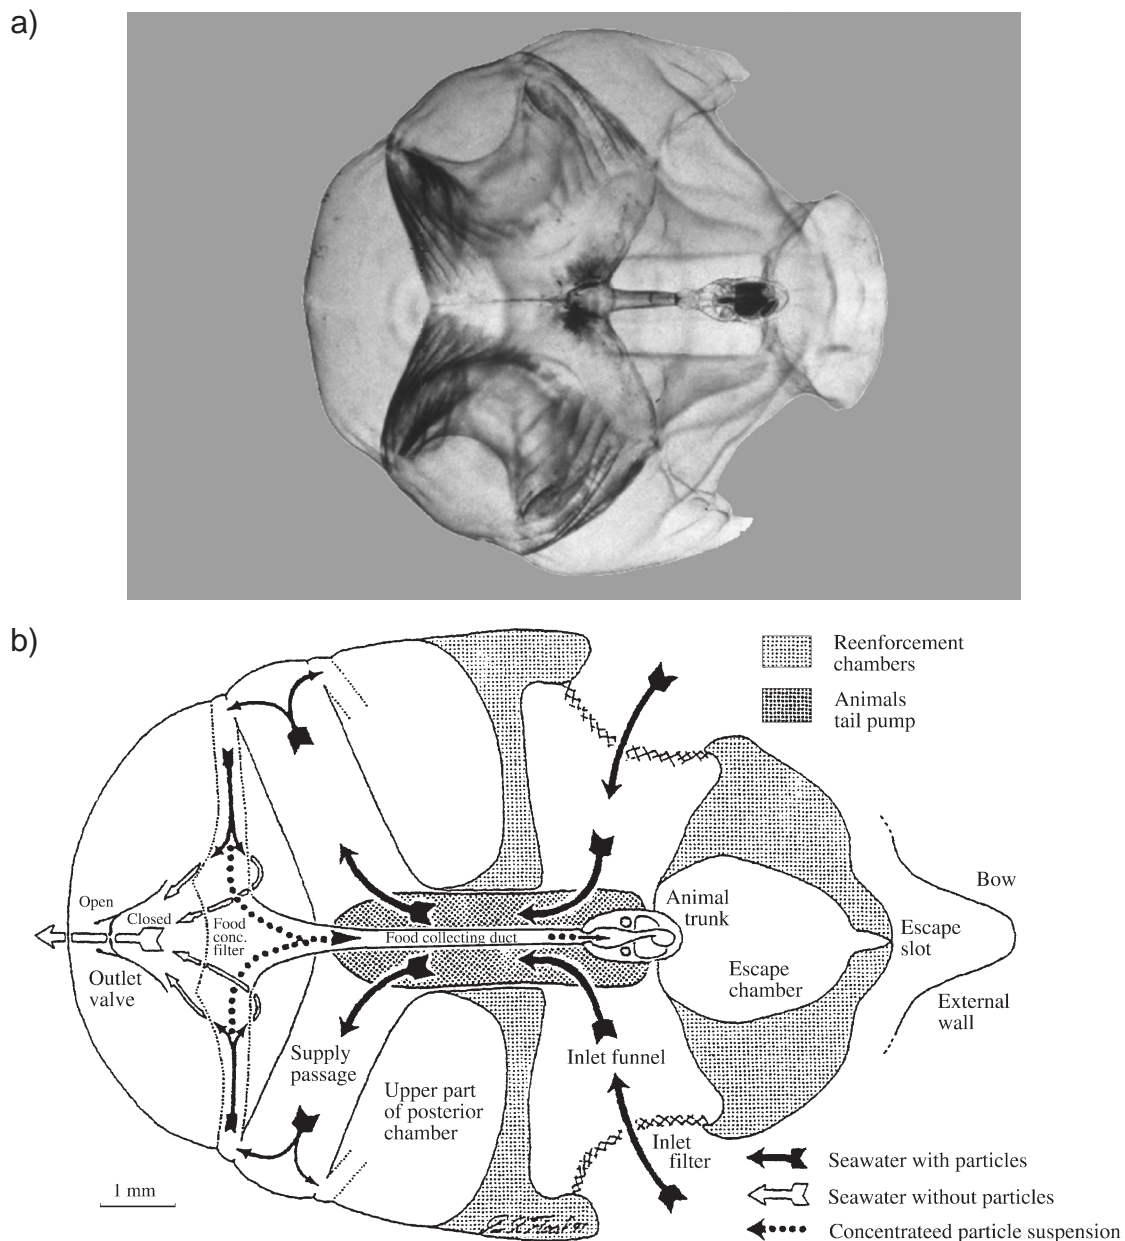 a)
b)
Reenforcement
chambers
Animals
tail pump
Open
Closed
Food
conc.
filter
Outlet
valve
Food collecting duct
Animal
trunk
Bow
Escape
slot
Escape
chamber
External
wall
Supply
passage
Inlet funnel
Upper part
of posterior
chamber
Inlet
filter
1 mm
Seawater with particles
Seawater without particles
Concentrateed particle suspension